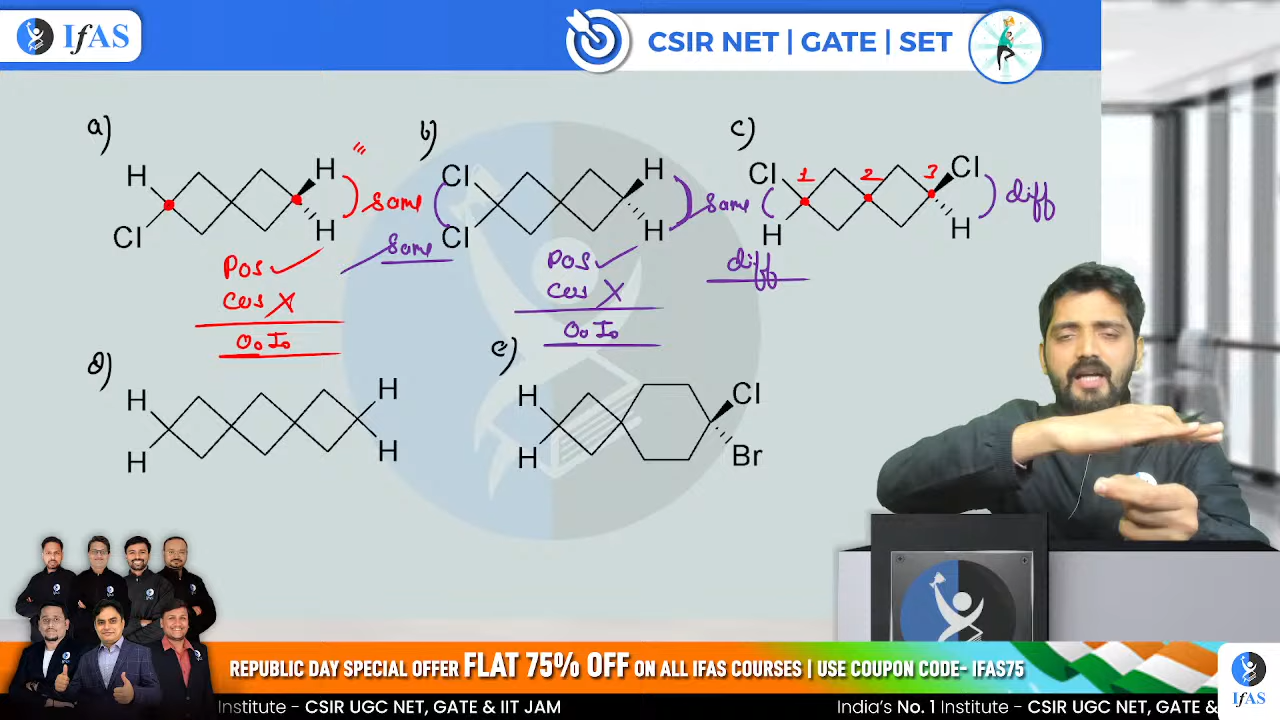 IfAS
CSIR NET | GATE | SET
a)
H
Cl
H
H
Same
Same
POS ✓
COS X
O.I.
b)
Cl
Cl
H
H
Same
diff
POS ✓
COS X
O.I.
c)
Cl
H
1
2
3
Cl
H
diff
d)
H
H
H
H
e)
H
H
Cl
Br
REPUBLIC DAY SPECIAL OFFER FLAT 75% OFF ON ALL IFAS COURSES | USE COUPON CODE- IFAS75
Institute - CSIR UGC NET, GATE & IIT JAM
India's No. 1 Institute - CSIR UGC NET, GATE &
IfAS